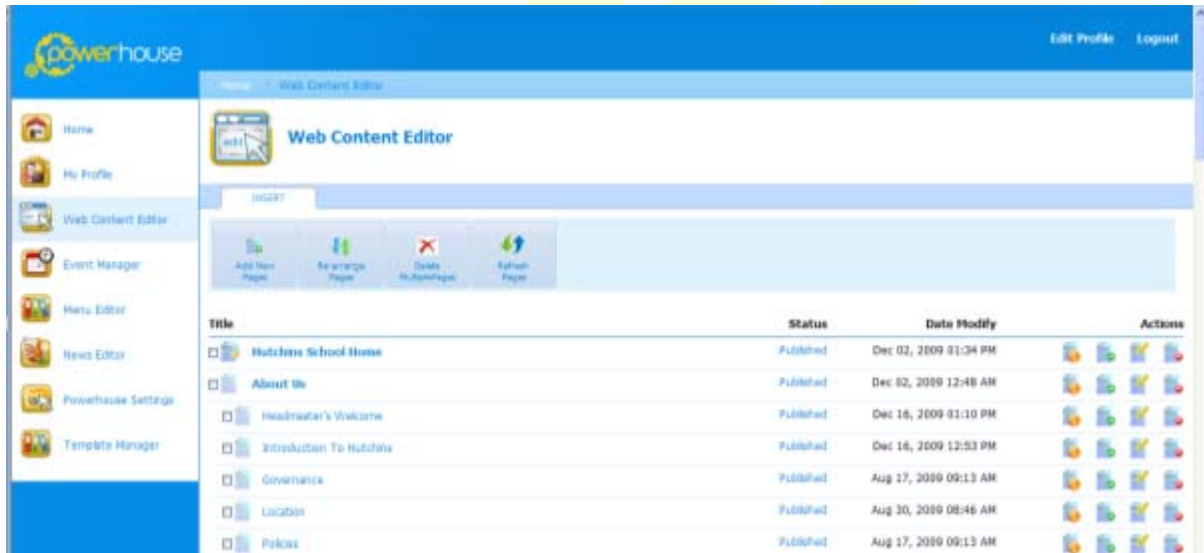 powerhouse
Edit Profile Logout
Home Web Content Editor
Home
My Profile
Web Content Editor
Event Manager
Menu Editor
News Editor
Powerhouse Settings
Template Manager
edit
Web Content Editor
INSERT
Add New Pages
Re-arrange Pages
Delete Multiple Pages
Refresh Pages
Title Status Date Modify Actions
Hutchins School Home Published Dec 02, 2009 01:34 PM
About Us Published Dec 02, 2009 12:48 AM
Headmaster's Welcome Published Dec 16, 2009 01:10 PM
Introduction To Hutchins Published Dec 16, 2009 12:53 PM
Governance Published Aug 17, 2009 09:13 AM
Location Published Aug 30, 2009 08:46 AM
Policies Published Aug 17, 2009 09:13 AM